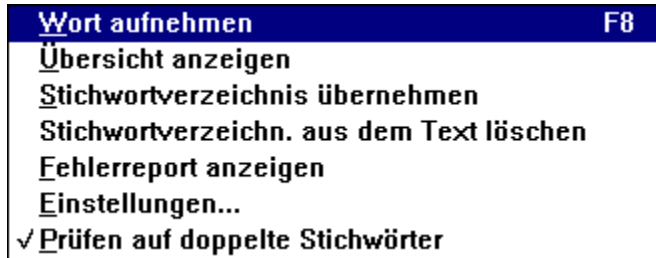 Wort aufnehmen F8
Übersicht anzeigen
Stichwortverzeichnis übernehmen
Stichwortverzeichn. aus dem Text löschen
Fehlerreport anzeigen
Einstellungen...
√ Prüfen auf doppelte Stichwörter